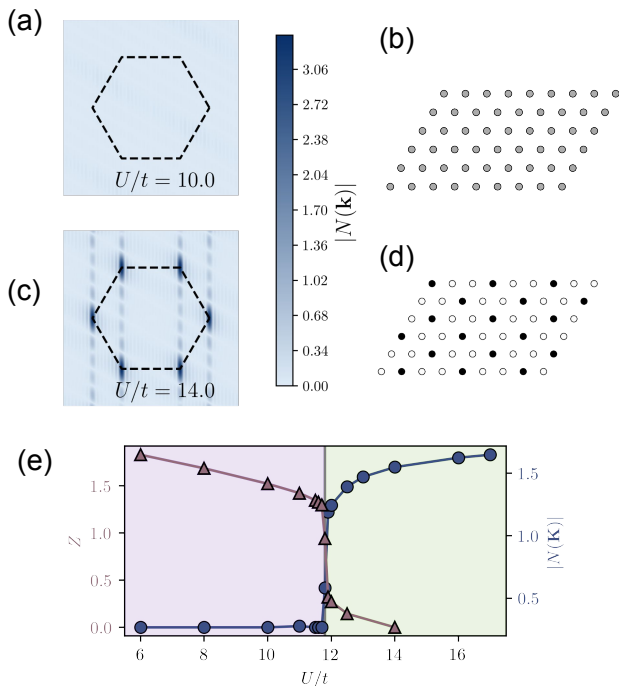 (a)
U/t = 10.0
(b)
3.06
2.72
2.38
2.04
1.70
1.36
1.02
0.68
0.34
0.00
|N(k)|
(c)
U/t = 14.0
(d)
(e)
1.5
1.0
0.5
0.0
Z
1.5
1.0
0.5
|N(K)|
6 8 10 12 14 16
U/t